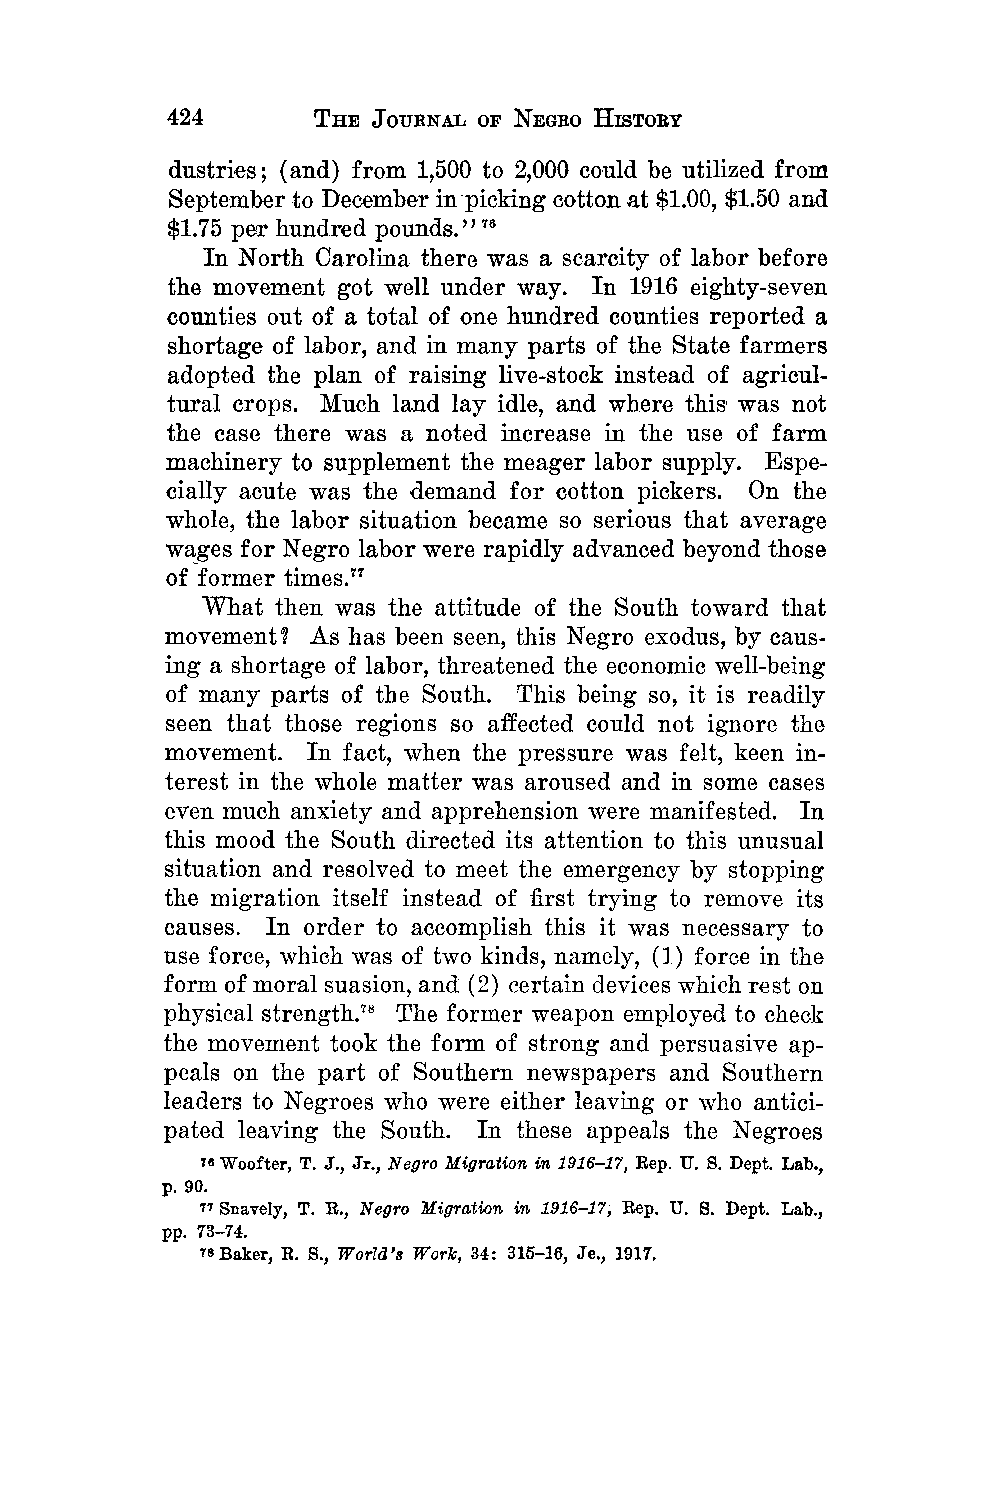 424 THE JOURNAL OF NEGRO HISTORY
dustries; (and) from 1,500 to 2,000 could be utilized from
September to December in picking cotton at $1.00, $1.50 and
$1.75 per hundred pounds.’’ ⁷⁶
In North Carolina there was a scarcity of labor before
the movement got well under way. In 1916 eighty-seven
counties out of a total of one hundred counties reported a
shortage of labor, and in many parts of the State farmers
adopted the plan of raising live-stock instead of agricul-
tural crops. Much land lay idle, and where this was not
the case there was a noted increase in the use of farm
machinery to supplement the meager labor supply. Espe-
cially acute was the demand for cotton pickers. On the
whole, the labor situation became so serious that average
wages for Negro labor were rapidly advanced beyond those
of former times.⁷⁷
What then was the attitude of the South toward that
movement? As has been seen, this Negro exodus, by caus-
ing a shortage of labor, threatened the economic well-being
of many parts of the South. This being so, it is readily
seen that those regions so affected could not ignore the
movement. In fact, when the pressure was felt, keen in-
terest in the whole matter was aroused and in some cases
even much anxiety and apprehension were manifested. In
this mood the South directed its attention to this unusual
situation and resolved to meet the emergency by stopping
the migration itself instead of first trying to remove its
causes. In order to accomplish this it was necessary to
use force, which was of two kinds, namely, (1) force in the
form of moral suasion, and (2) certain devices which rest on
physical strength.⁷⁸ The former weapon employed to check
the movement took the form of strong and persuasive ap-
peals on the part of Southern newspapers and Southern
leaders to Negroes who were either leaving or who antici-
pated leaving the South. In these appeals the Negroes
⁷⁶ Woofter, T. J., Jr., Negro Migration in 1916–17, Rep. U. S. Dept. Lab.,
p. 90.
⁷⁷ Snavely, T. R., Negro Migration in 1916–17, Rep. U. S. Dept. Lab.,
pp. 73–74.
⁷⁸ Baker, R. S., World's Work, 34: 315–16, Je., 1917.